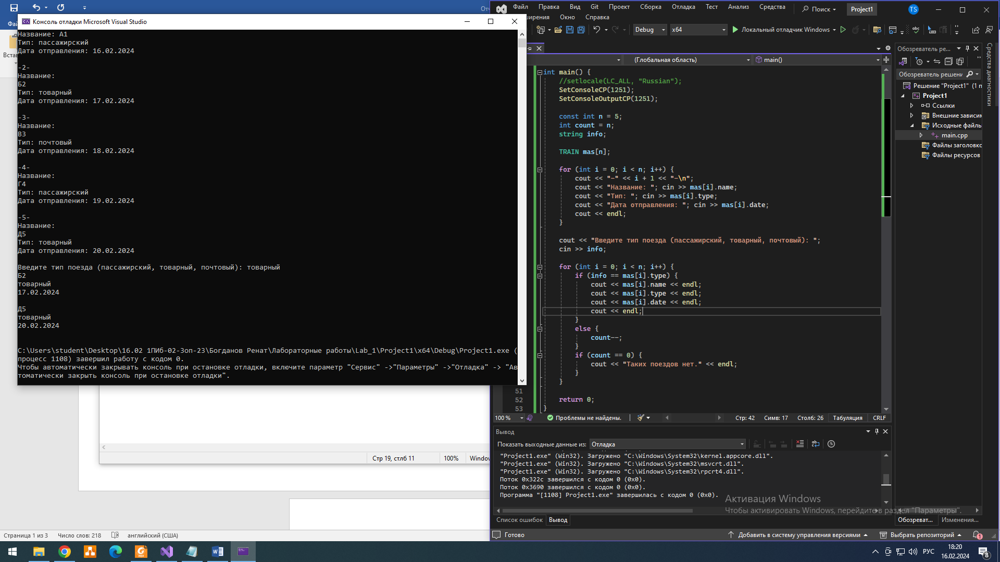 Консоль отладки Microsoft Visual Studio
Название: А1
Тип: пассажирский
Дата отправления: 16.02.2024
-2-
Название:
Б2
Тип: товарный
Дата отправления: 17.02.2024
-3-
Название:
В3
Тип: почтовый
Дата отправления: 18.02.2024
-4-
Название:
Г4
Тип: пассажирский
Дата отправления: 19.02.2024
-5-
Название:
Д5
Тип: товарный
Дата отправления: 20.02.2024
Введите тип поезда (пассажирский, товарный, почтовый): товарный
Б2
товарный
17.02.2024
Д5
товарный
20.02.2024
C:\Users\student\Desktop\16.02 1ПИб-02-3оп-23\Богданов Ренат\Лабораторные работы\Lab_1\Project1\x64\Debug\Project1.exe (
процесс 1108) завершил работу с кодом 0.
Чтобы автоматически закрывать консоль при остановке отладки, включите параметр "Сервис" ->"Параметры" ->"Отладка" -> "Ав
томатически закрыть консоль при остановке отладки".
Стр 19, стлб 11
100%
Страница 1 из 3
Число слов: 218
английский (США)
Файл Правка Вид Git Проект Сборка Отладка Тест Анализ Средства
Окно Справка
Поиск
Project1
TS
Debug
x64
Локальный отладчик Windows
(Глобальная область)
main()
int main() {
//setlocale(LC_ALL, "Russian");
SetConsoleCP(1251);
SetConsoleOutputCP(1251);
const int n = 5;
int count = n;
string info;
TRAIN mas[n];
for (int i = 0; i < n; i++) {
cout << "-" << i + 1 << "-\n";
cout << "Название: "; cin >> mas[i].name;
cout << "Тип: "; cin >> mas[i].type;
cout << "Дата отправления: "; cin >> mas[i].date;
cout << endl;
}
cout << "Введите тип поезда (пассажирский, товарный, почтовый): ";
cin >> info;
for (int i = 0; i < n; i++) {
if (info == mas[i].type) {
cout << mas[i].name << endl;
cout << mas[i].type << endl;
cout << mas[i].date << endl;
cout << endl;
}
else {
count--;
}
if (count == 0) {
cout << "Таких поездов нет." << endl;
}
}
51
52 return 0;
53 }
100 %
Проблемы не найдены.
Стр: 42 Симв: 17 Столб: 26 Табуляция CRLF
Вывод
Показать выходные данные из: Отладка
"Project1.exe" (Win32). Загружено "C:\Windows\System32\kernel.appcore.dll".
"Project1.exe" (Win32). Загружено "C:\Windows\System32\msvcrt.dll".
"Project1.exe" (Win32). Загружено "C:\Windows\System32\rpcrt4.dll".
Поток 0x322c завершился с кодом 0 (0x0).
Поток 0x3690 завершился с кодом 0 (0x0).
Программа "[1108] Project1.exe" завершилась с кодом 0 (0x0).
Список ошибок Вывод
Готово
Добавить в систему управления версиями
Выбрать репозиторий
1
Обозреватель ре...
Обозреватель решени
Решение "Project1" (1 п
Project1
Ссылки
Внешние зависим
Исходные файлы
main.cpp
Файлы заголовко
Файлы ресурсов
Средства диагностики
Обозреват... Изменения...
Активация Windows
Чтобы активировать Windows, перейдите в раздел "Параметры".
РУС
18:20
16.02.2024
8